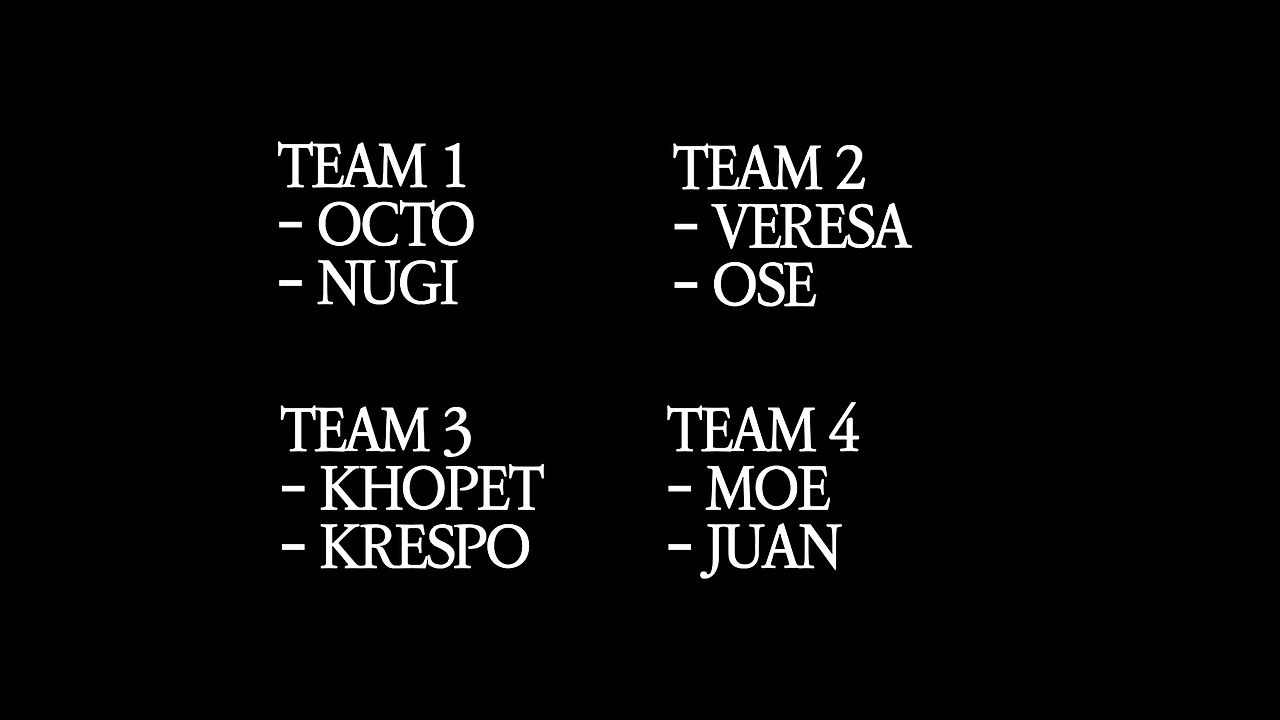 TEAM 1
- OCTO
- NUGI
TEAM 2
- VERESA
- OSE
TEAM 3
- KHOPET
- KRESPO
TEAM 4
- MOE
- JUAN